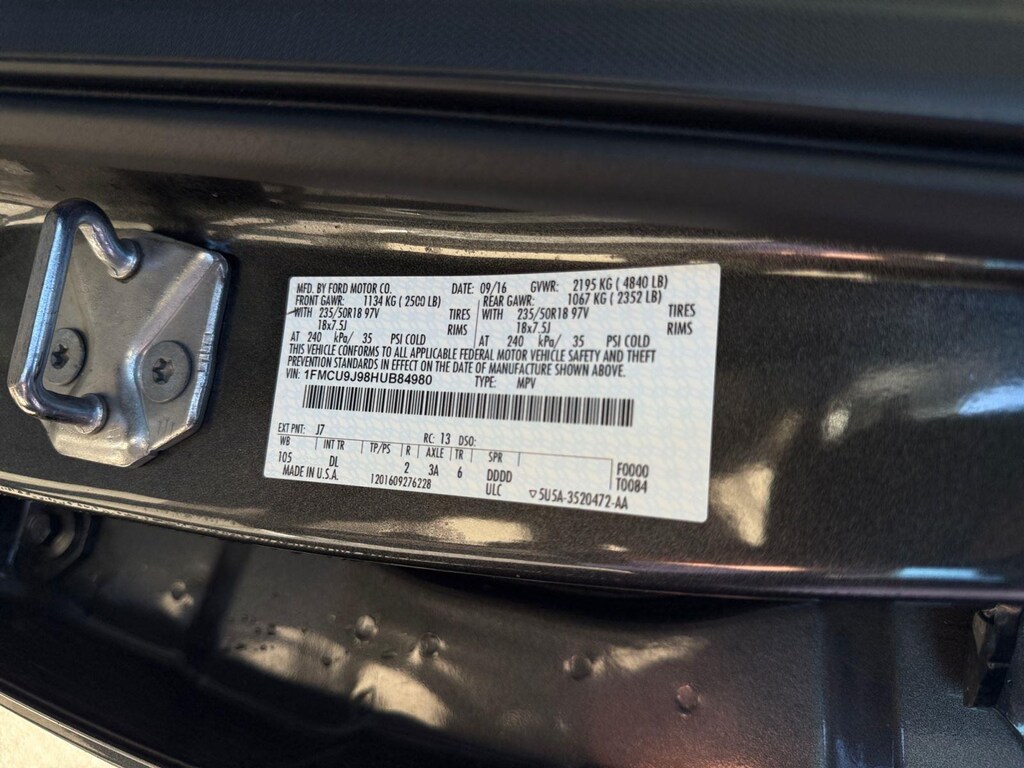 MFD. BY FORD MOTOR CO. DATE: 09/16 GVWR: 2195 KG ( 4840 LB)
FRONT GAWR: 1134 KG ( 2500 LB) REAR GAWR: 1067 KG ( 2352 LB)
WITH 235/50R18 97V TIRES WITH 235/50R18 97V TIRES
18x7.5J RIMS 18x7.5J RIMS
AT 240 kPa/ 35 PSI COLD AT 240 kPa/ 35 PSI COLD
THIS VEHICLE CONFORMS TO ALL APPLICABLE FEDERAL MOTOR VEHICLE SAFETY AND THEFT
PREVENTION STANDARDS IN EFFECT ON THE DATE OF MANUFACTURE SHOWN ABOVE.
VIN: 1FMCU9J98HUB84980 TYPE: MPV
EXT PNT: J7 RC: 13 DSO:
WB INT TR TP/PS R AXLE TR SPR
105 DL 2 3A 6 DDDD F0000
MADE IN U.S.A. 1201609276228 ULC ▽5U5A-3520472-AA T0084